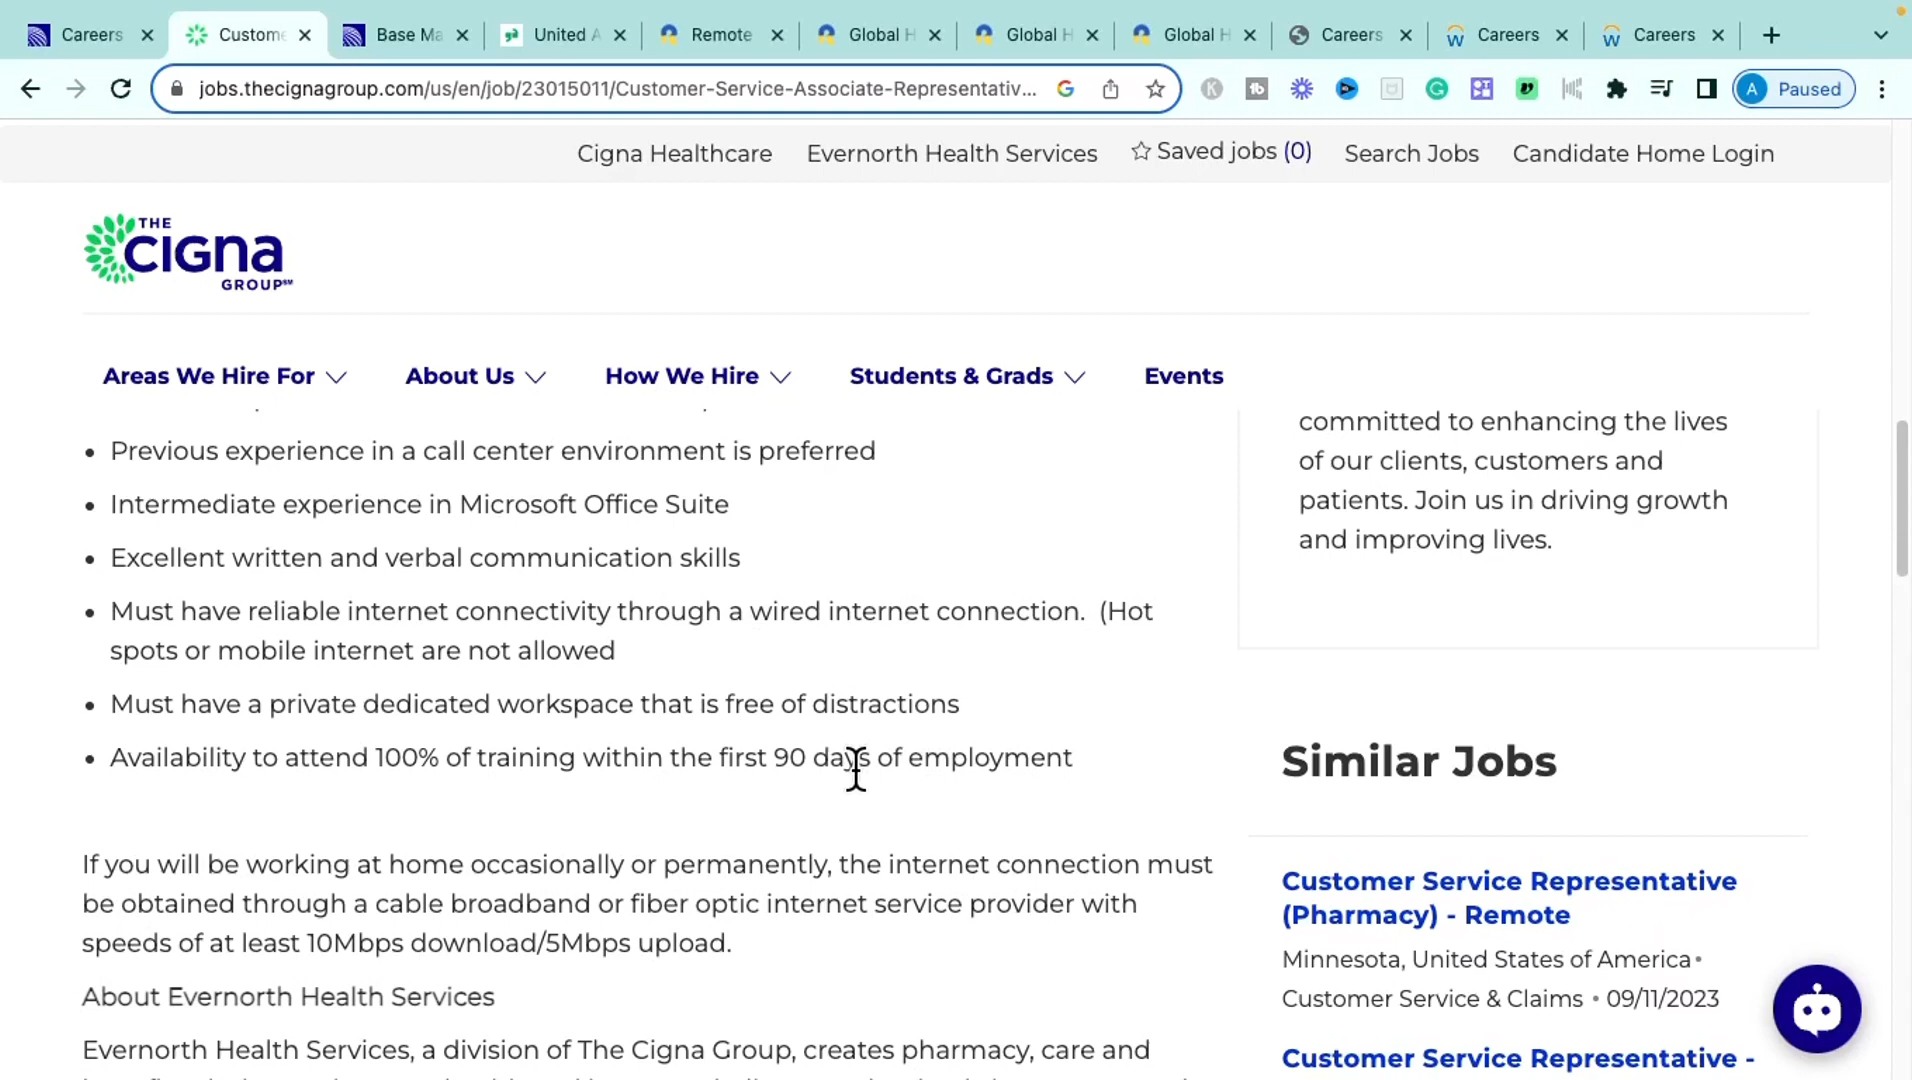 Careers
Custome
Base Ma
United A
Remote
Global H
Global H
Global H
Careers
Careers
Careers
jobs.thecignagroup.com/us/en/job/23015011/Customer-Service-Associate-Representativ...
A Paused
Cigna Healthcare Evernorth Health Services Saved jobs (0) Search Jobs Candidate Home Login
THE
cigna
GROUP℠
Areas We Hire For About Us How We Hire Students & Grads Events
• Previous experience in a call center environment is preferred
• Intermediate experience in Microsoft Office Suite
• Excellent written and verbal communication skills
• Must have reliable internet connectivity through a wired internet connection.  (Hot
spots or mobile internet are not allowed
• Must have a private dedicated workspace that is free of distractions
• Availability to attend 100% of training within the first 90 days of employment
If you will be working at home occasionally or permanently, the internet connection must
be obtained through a cable broadband or fiber optic internet service provider with
speeds of at least 10Mbps download/5Mbps upload.
About Evernorth Health Services
Evernorth Health Services, a division of The Cigna Group, creates pharmacy, care and
committed to enhancing the lives
of our clients, customers and
patients. Join us in driving growth
and improving lives.
Similar Jobs
Customer Service Representative
(Pharmacy) - Remote
Minnesota, United States of America•
Customer Service & Claims • 09/11/2023
Customer Service Representative -